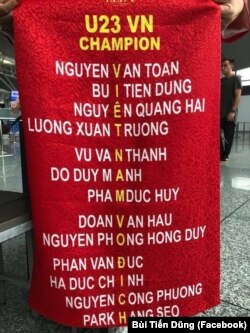 U23 VN
CHAMPION
NGUYEN VAN TOAN
BUI TIEN DUNG
NGUYÊN QUANG HAI
LUONG XUAN TRUONG
VU VAN THANH
DO DUY MANH
PHAM DUC HUY
DOAN VAN HAU
NGUYEN PHONG HONG DUY
PHAN VAN ĐUC
HA DUC CHINH
NGUYEN CONG PHUONG
PARK HANG SEO
Bùi Tiến Dũng (Facebook)